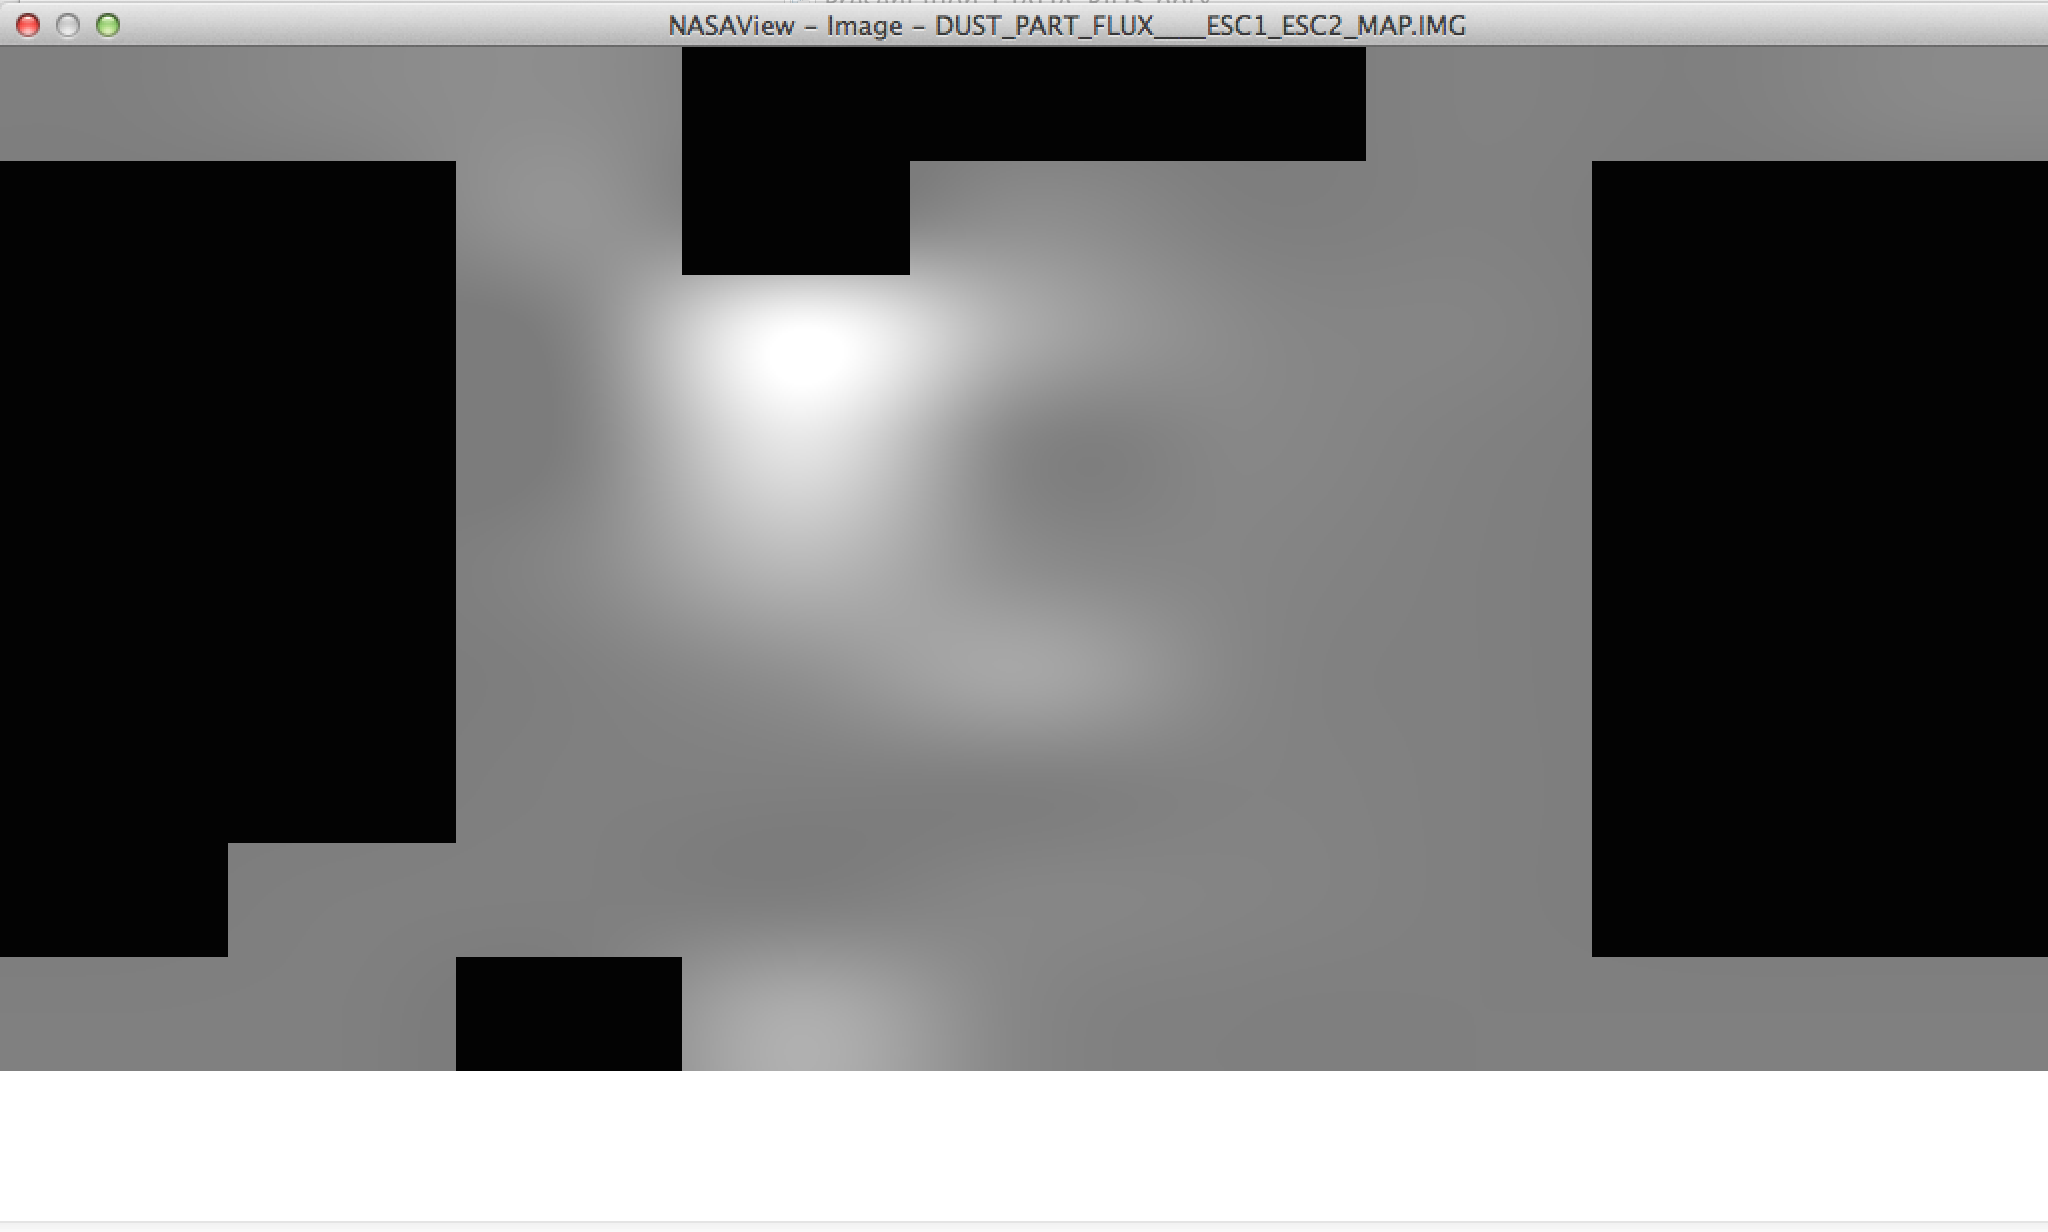 NASAView – Image – DUST_PART_FLUX____ESC1_ESC2_MAP.IMG